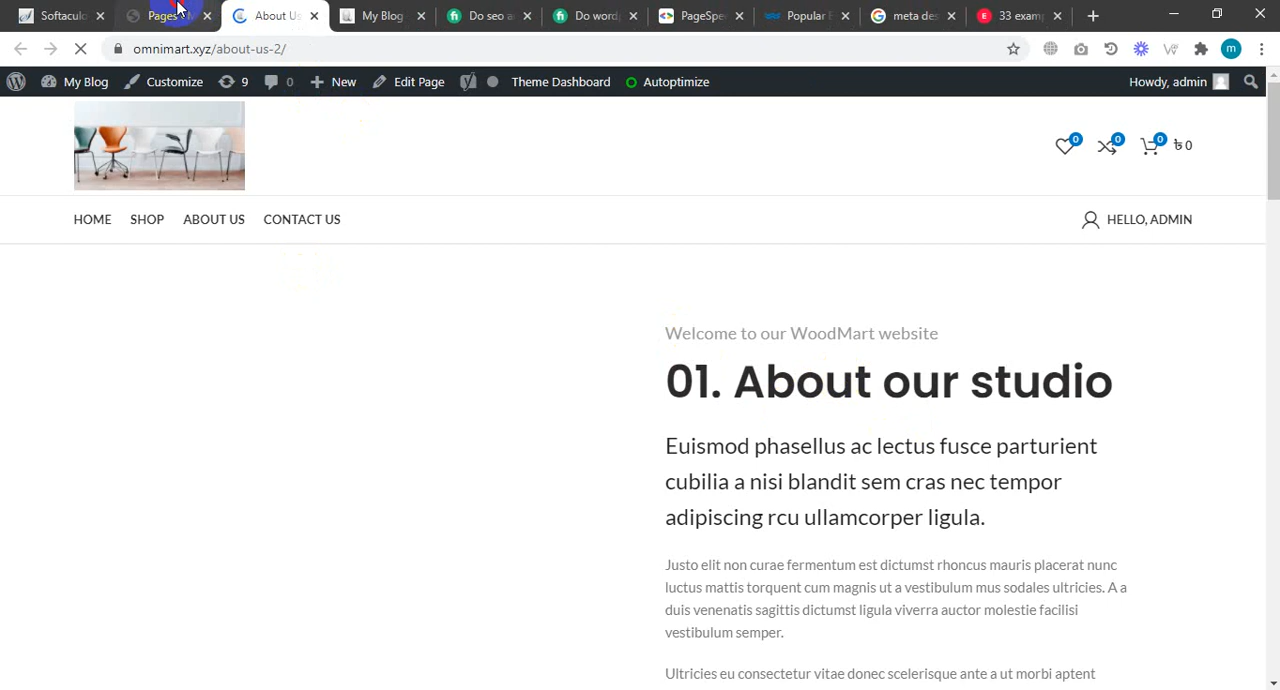 Softaculo
Pages
About Us
My Blog
Do seo a
Do word
PageSpe
Popular
meta des
33 exam
omnimart.xyz/about-us-2/
m
My Blog
Customize
9
0
New
Edit Page
Theme Dashboard
Autoptimize
Howdy, admin
0
0
0
৳ 0
HOME
SHOP
ABOUT US
CONTACT US
HELLO, ADMIN
Welcome to our WoodMart website
01. About our studio
Euismod phasellus ac lectus fusce parturient
cubilia a nisi blandit sem cras nec tempor
adipiscing rcu ullamcorper ligula.
Justo elit non curae fermentum est dictumst rhoncus mauris placerat nunc
luctus mattis torquent cum magnis ut a vestibulum mus sodales ultricies. A a
duis venenatis sagittis dictumst ligula viverra auctor molestie facilisi
vestibulum semper.
Ultricies eu consectetur vitae donec scelerisque ante a ut morbi aptent